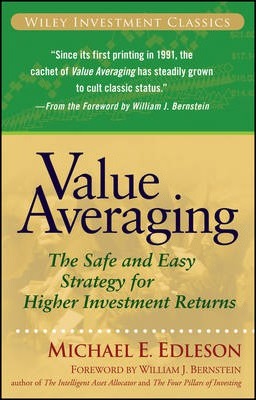 WILEY INVESTMENT CLASSICS
“Since its first printing in 1991, the
cachet of Value Averaging has steadily grown
to cult classic status.”
—From the Foreword by William J. Bernstein
Value
Averaging
The Safe and Easy
Strategy for
Higher Investment Returns
MICHAEL E. EDLESON
FOREWORD BY WILLIAM J. BERNSTEIN
author of The Intelligent Asset Allocator and The Four Pillars of Investing